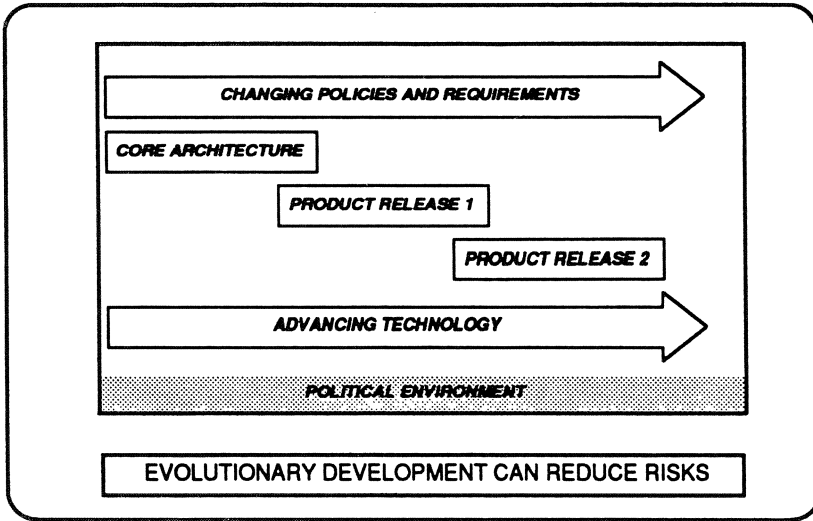 CHANGING POLICIES AND REQUIREMENTS
CORE ARCHITECTURE
PRODUCT RELEASE 1
PRODUCT RELEASE 2
ADVANCING TECHNOLOGY
POLITICAL ENVIRONMENT
EVOLUTIONARY DEVELOPMENT CAN REDUCE RISKS